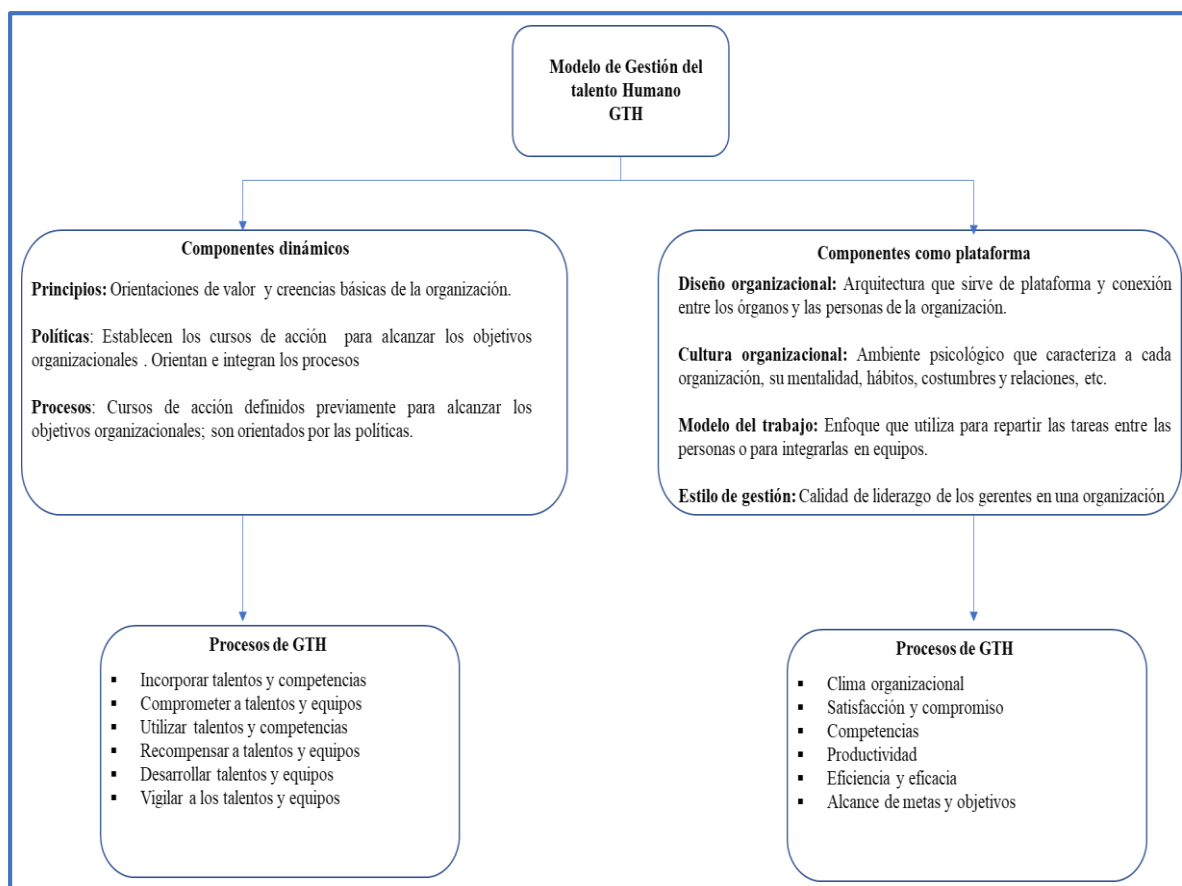 Modelo de Gestión del
talento Humano
GTH
Componentes dinámicos
Principios: Orientaciones de valor y creencias básicas de la organización.
Políticas: Establecen los cursos de acción para alcanzar los objetivos
organizacionales . Orientan e integran los procesos
Procesos: Cursos de acción definidos previamente para alcanzar los
objetivos organizacionales; son orientados por las políticas.
Componentes como plataforma
Diseño organizacional: Arquitectura que sirve de plataforma y conexión
entre los órganos y las personas de la organización.
Cultura organizacional: Ambiente psicológico que caracteriza a cada
organización, su mentalidad, hábitos, costumbres y relaciones, etc.
Modelo del trabajo: Enfoque que utiliza para repartir las tareas entre las
personas o para integrarlas en equipos.
Estilo de gestión: Calidad de liderazgo de los gerentes en una organización
Procesos de GTH
▪ Incorporar talentos y competencias
▪ Comprometer a talentos y equipos
▪ Utilizar talentos y competencias
▪ Recompensar a talentos y equipos
▪ Desarrollar talentos y equipos
▪ Vigilar a los talentos y equipos
Procesos de GTH
▪ Clima organizacional
▪ Satisfacción y compromiso
▪ Competencias
▪ Productividad
▪ Eficiencia y eficacia
▪ Alcance de metas y objetivos